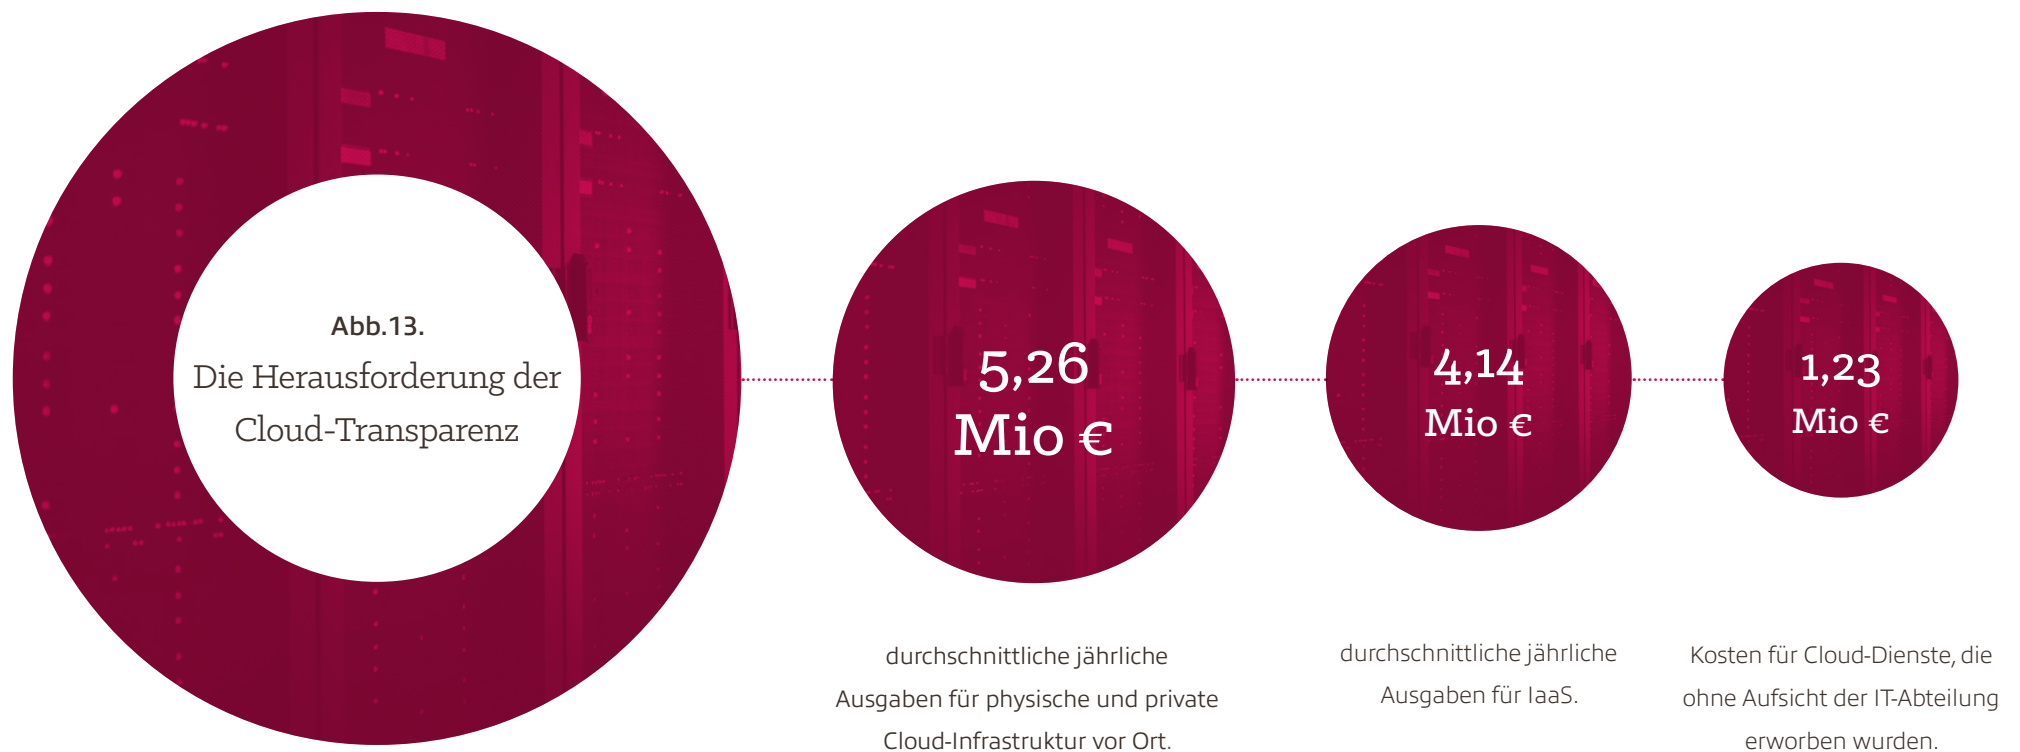 Abb.13.
Die Herausforderung der
Cloud-Transparenz
5,26
Mio €
durchschnittliche jährliche
Ausgaben für physische und private
Cloud-Infrastruktur vor Ort.
4,14
Mio €
durchschnittliche jährliche
Ausgaben für IaaS.
1,23
Mio €
Kosten für Cloud-Dienste, die
ohne Aufsicht der IT-Abteilung
erworben wurden.